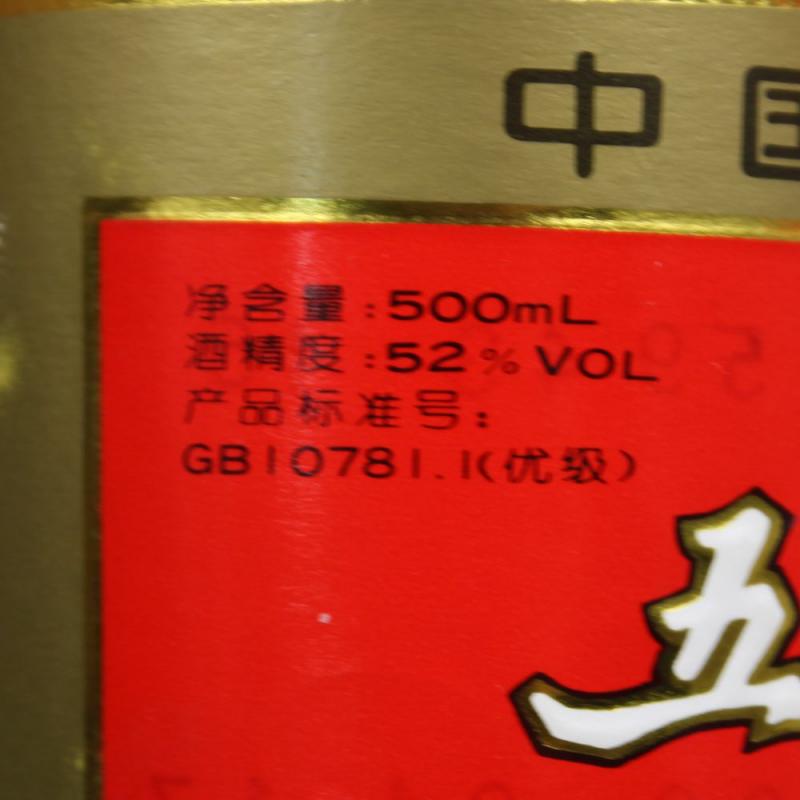 中国
净含量:500mL
酒精度:52%VOL
产品标准号:
GB10781.1(优级)
五